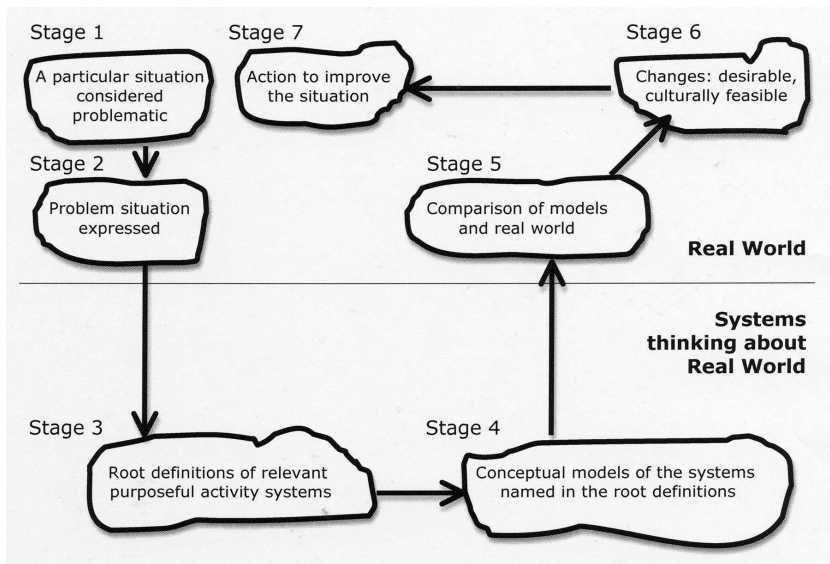 Stage 1
A particular situation
considered
problematic
Stage 2
Problem situation
expressed
Stage 3
Root definitions of relevant
purposeful activity systems
Stage 4
Conceptual models of the systems
named in the root definitions
Stage 5
Comparison of models
and real world
Stage 6
Changes: desirable,
culturally feasible
Stage 7
Action to improve
the situation
Real World
Systems
thinking about
Real World